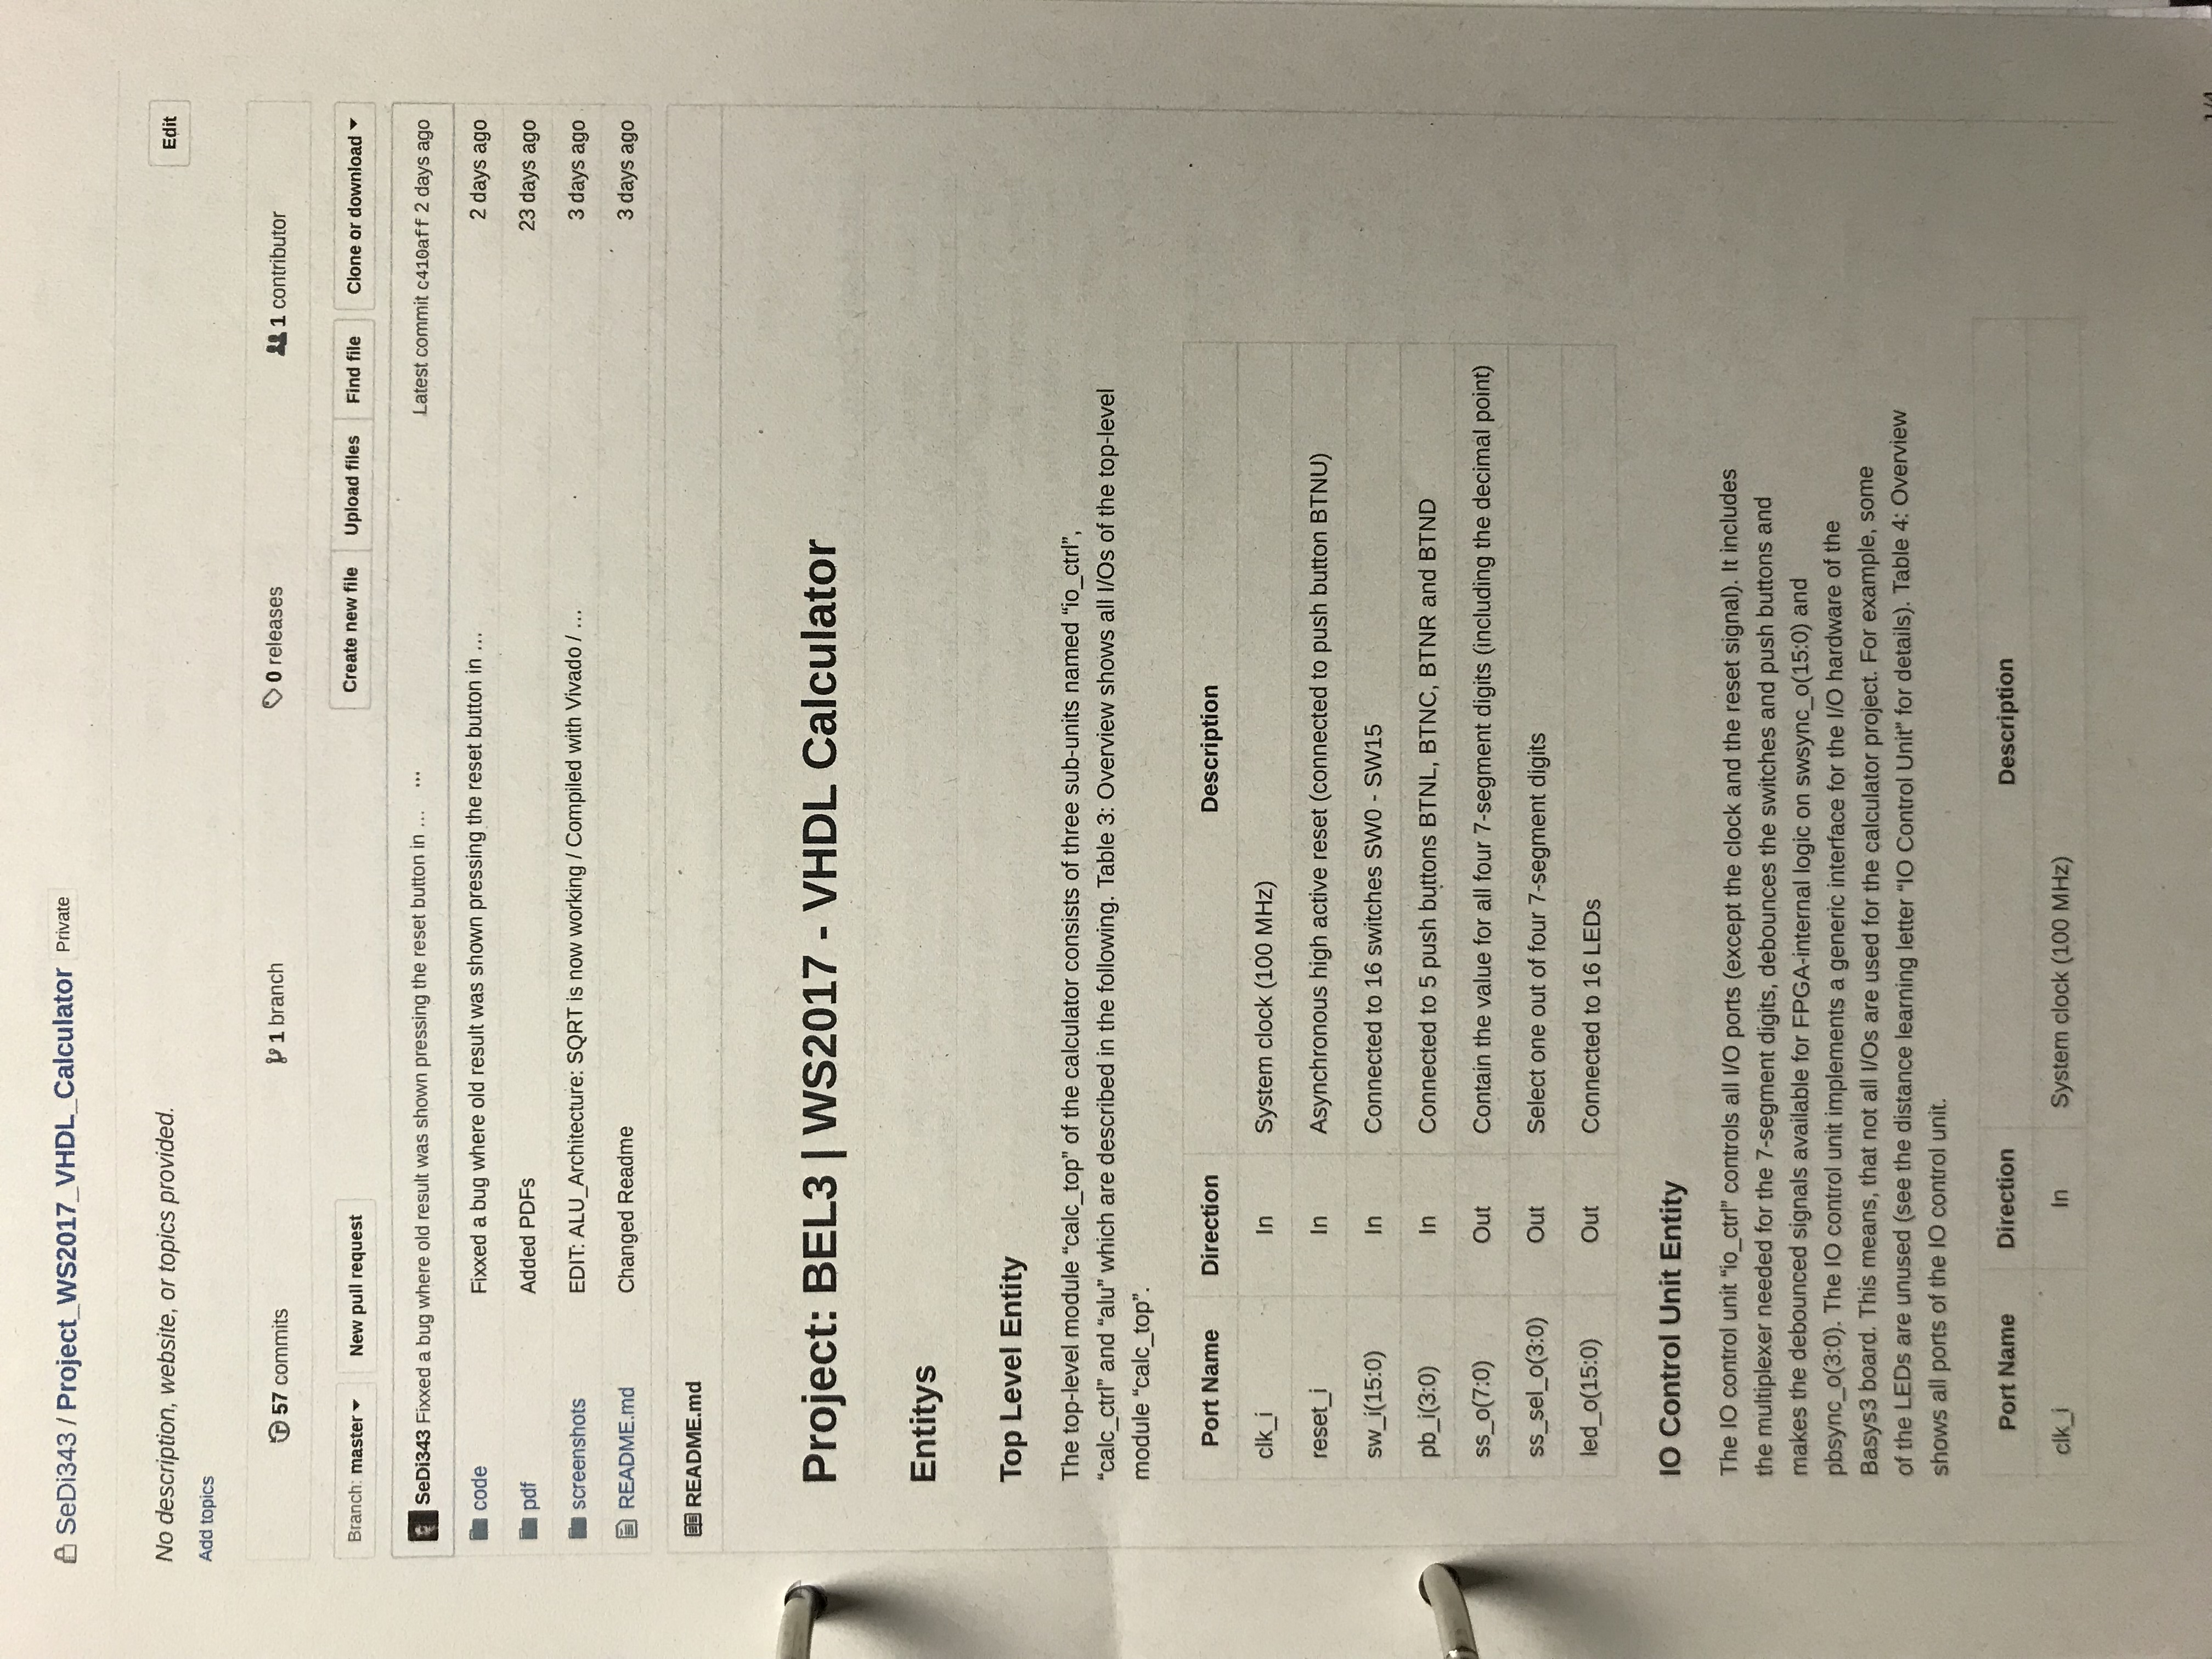 SeDi343 / Project_WS2017_VHDL_Calculator Private
No description, website, or topics provided.
Edit
Add topics
57 commits 1 branch 0 releases 1 contributor
Branch: master New pull request Create new file Upload files Find file Clone or download
SeDi343 Fixxed a bug where old result was shown pressing the reset button in ... ... Latest commit c410aff 2 days ago
code Fixxed a bug where old result was shown pressing the reset button in ... 2 days ago
pdf Added PDFs 23 days ago
screenshots EDIT: ALU_Architecture: SQRT is now working / Compiled with Vivado / ... 3 days ago
README.md Changed Readme 3 days ago
README.md
Project: BEL3 | WS2017 - VHDL Calculator
Entitys
Top Level Entity
The top-level module “calc_top” of the calculator consists of three sub-units named “io_ctrl”,
“calc_ctrl” and “alu” which are described in the following. Table 3: Overview shows all I/Os of the top-level
module “calc_top”.
Port Name Direction Description
clk_i In System clock (100 MHz)
reset_i In Asynchronous high active reset (connected to push button BTNU)
sw_i(15:0) In Connected to 16 switches SW0 - SW15
pb_i(3:0) In Connected to 5 push buttons BTNL, BTNC, BTNR and BTND
ss_o(7:0) Out Contain the value for all four 7-segment digits (including the decimal point)
ss_sel_o(3:0) Out Select one out of four 7-segment digits
led_o(15:0) Out Connected to 16 LEDs
IO Control Unit Entity
The IO control unit “io_ctrl” controls all I/O ports (except the clock and the reset signal). It includes
the multiplexer needed for the 7-segment digits, debounces the switches and push buttons and
makes the debounced signals available for FPGA-internal logic on swsync_o(15:0) and
pbsync_o(3:0). The IO control unit implements a generic interface for the I/O hardware of the
Basys3 board. This means, that not all I/Os are used for the calculator project. For example, some
of the LEDs are unused (see the distance learning letter “IO Control Unit” for details). Table 4: Overview
shows all ports of the IO control unit.
Port Name Direction Description
clk_i In System clock (100 MHz)